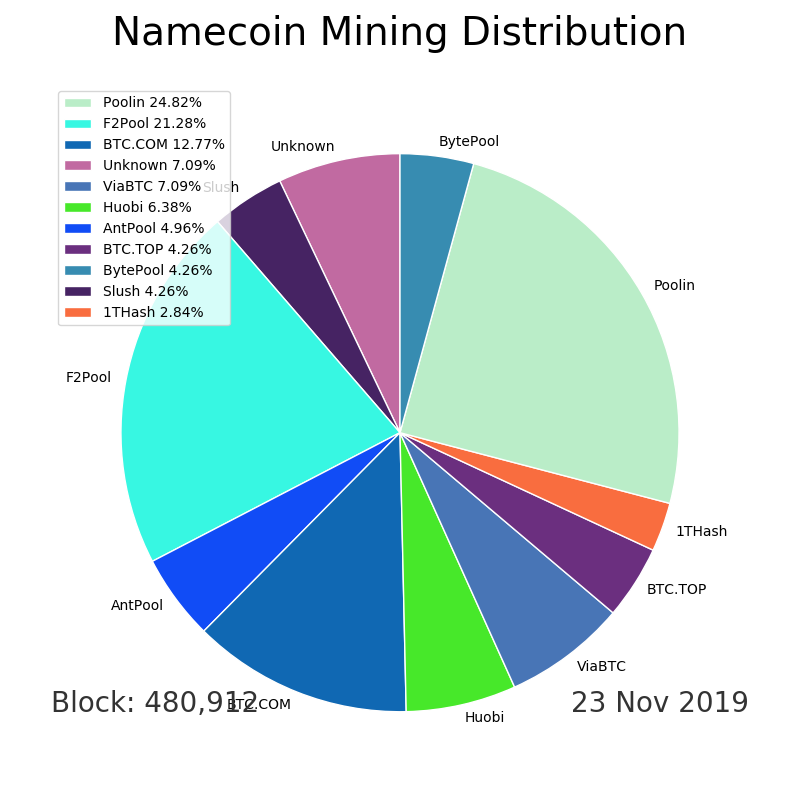 Namecoin Mining Distribution
Poolin 24.82%
F2Pool 21.28%
BTC.COM 12.77%
Unknown 7.09%
ViaBTC 7.09%
Huobi 6.38%
AntPool 4.96%
BTC.TOP 4.26%
BytePool 4.26%
Slush 4.26%
1THash 2.84%
BytePool
Unknown
Slush
Poolin
F2Pool
1THash
BTC.TOP
AntPool
ViaBTC
BTC.COM
Huobi
Block: 480,912
23 Nov 2019